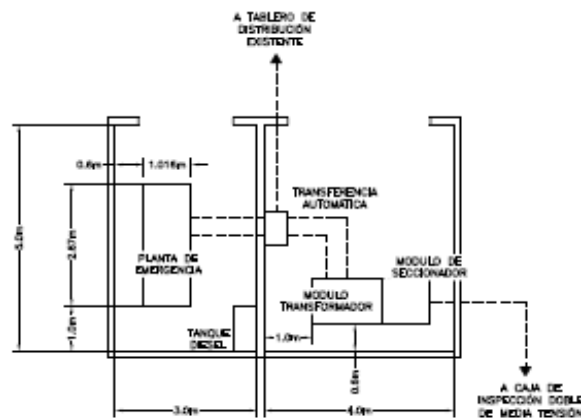 A TABLERO DE
DISTRIBUCIÓN
EXISTENTE
0.6m
1.016m
TRANSFERENCIA
AUTOMÁTICA
5.0m
2.67m
PLANTA DE
EMERGENCIA
MODULO DE
SECCIONADOR
MODULO
TRANSFORMADOR
TANQUE
DIESEL
1.0m
1.0m
0.6m
3.0m
4.0m
A CAJA DE
INSPECCIÓN DOBLE
DE MEDIA TENSIÓN